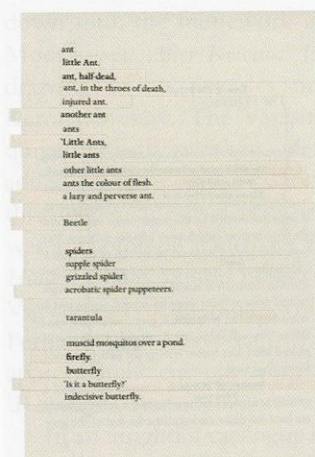 ant
little Ant.
ant, half-dead,
ant, in the throes of death,
injured ant.
another ant
ants
'Little Ants,
little ants
other little ants
ants the colour of flesh.
a lazy and perverse ant.
Beetle
spiders
supple spider
grizzled spider
acrobatic spider puppeteers.
tarantula
muscid mosquitos over a pond.
firefly.
butterfly
'Is it a butterfly?'
indecisive butterfly.